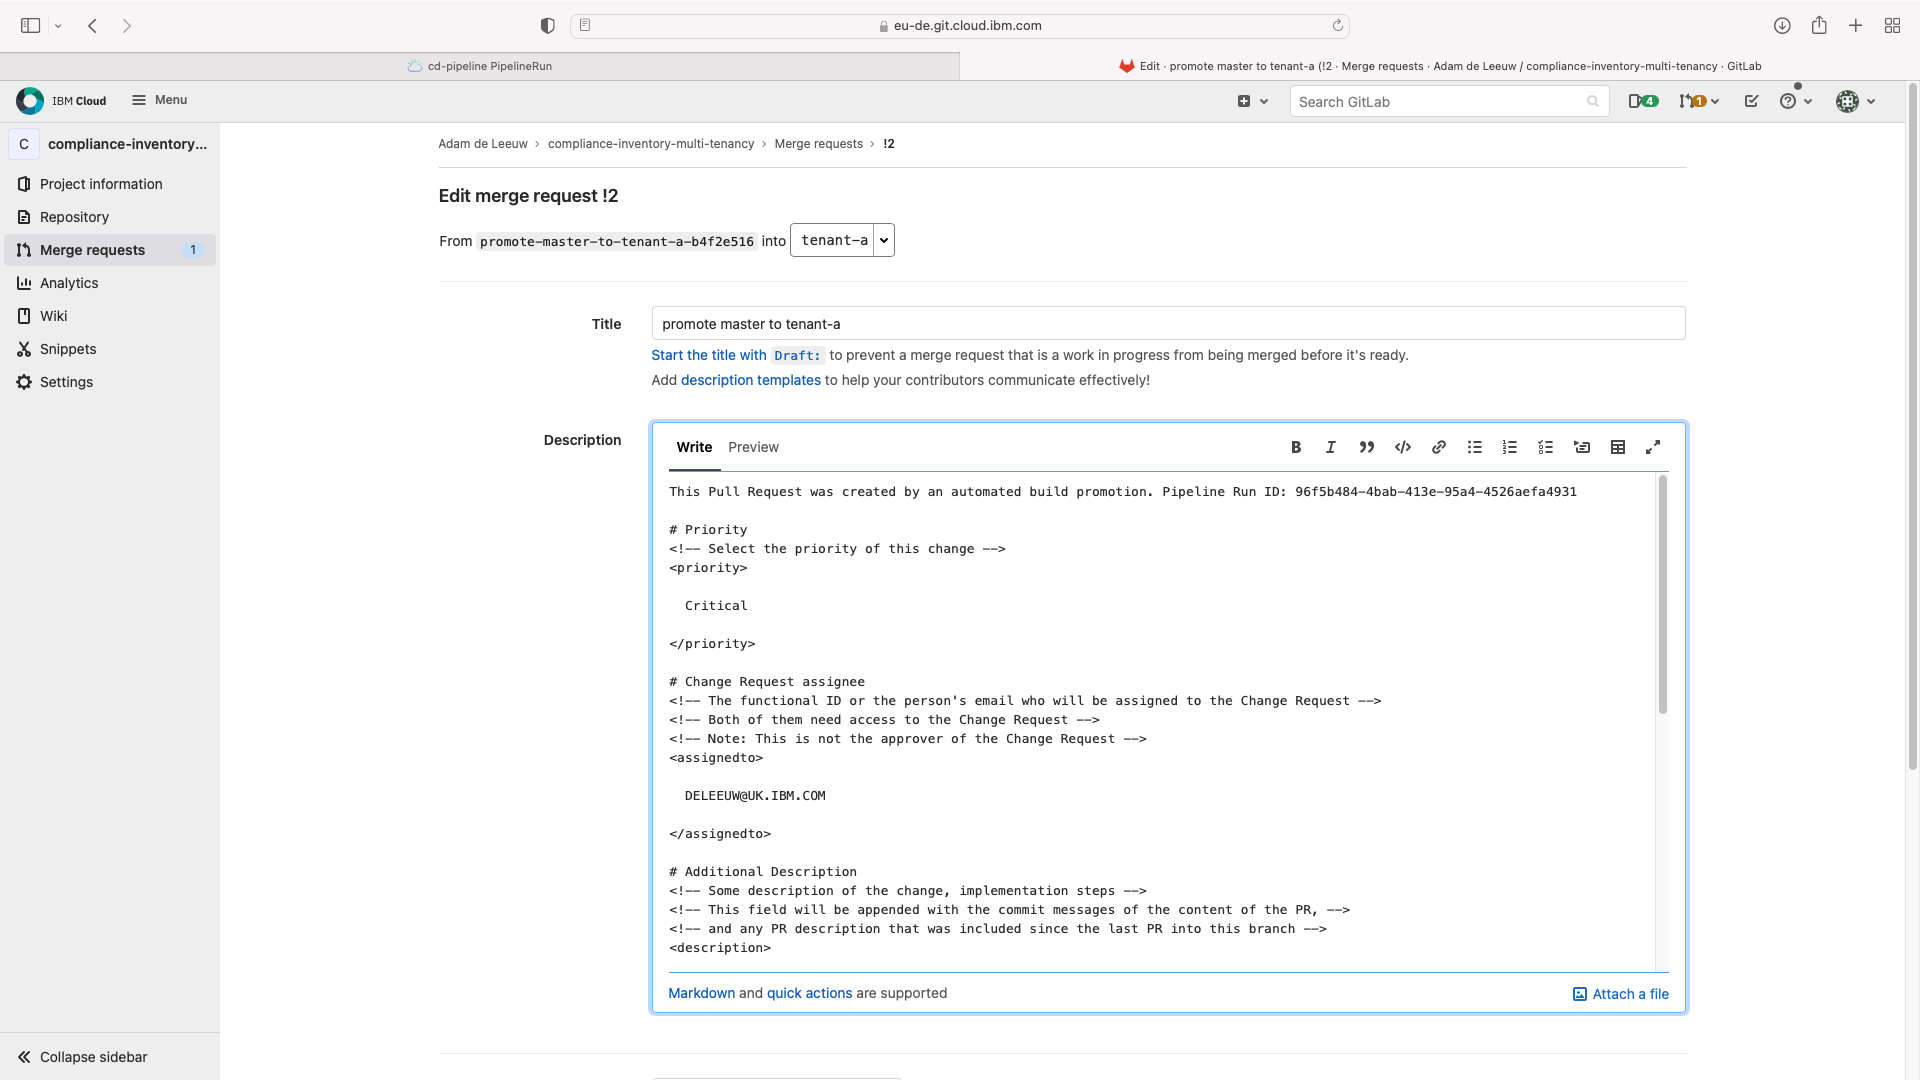 eu-de.git.cloud.ibm.com
cd-pipeline PipelineRun
Edit · promote master to tenant-a (!2 · Merge requests · Adam de Leeuw / compliance-inventory-multi-tenancy · GitLab
IBM Cloud
Menu
Search GitLab
4
1
C
compliance-inventory...
Project information
Repository
Merge requests 1
Analytics
Wiki
Snippets
Settings
Collapse sidebar
Adam de Leeuw › compliance-inventory-multi-tenancy › Merge requests › !2
Edit merge request !2
From promote-master-to-tenant-a-b4f2e516 into tenant-a
Title
promote master to tenant-a
Start the title with Draft: to prevent a merge request that is a work in progress from being merged before it's ready.
Add description templates to help your contributors communicate effectively!
Description
Write Preview
This Pull Request was created by an automated build promotion. Pipeline Run ID: 96f5b484-4bab-413e-95a4-4526aefa4931
# Priority
<!-- Select the priority of this change -->
<priority>
Critical
</priority>
# Change Request assignee
<!-- The functional ID or the person's email who will be assigned to the Change Request -->
<!-- Both of them need access to the Change Request -->
<!-- Note: This is not the approver of the Change Request -->
<assignedto>
DELEEUW@UK.IBM.COM
</assignedto>
# Additional Description
<!-- Some description of the change, implementation steps -->
<!-- This field will be appended with the commit messages of the content of the PR, -->
<!-- and any PR description that was included since the last PR into this branch -->
<description>
Markdown and quick actions are supported
Attach a file